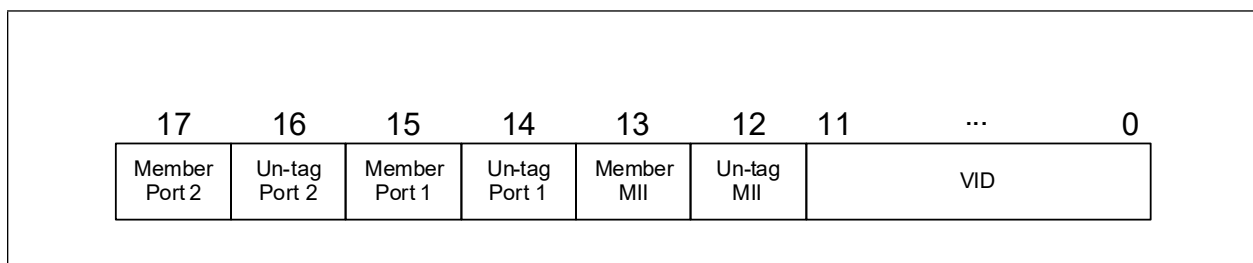 17 16 15 14 13 12 11 ... 0
Member Un-tag Member Un-tag Member Un-tag VID
Port 2 Port 2 Port 1 Port 1 MII MII